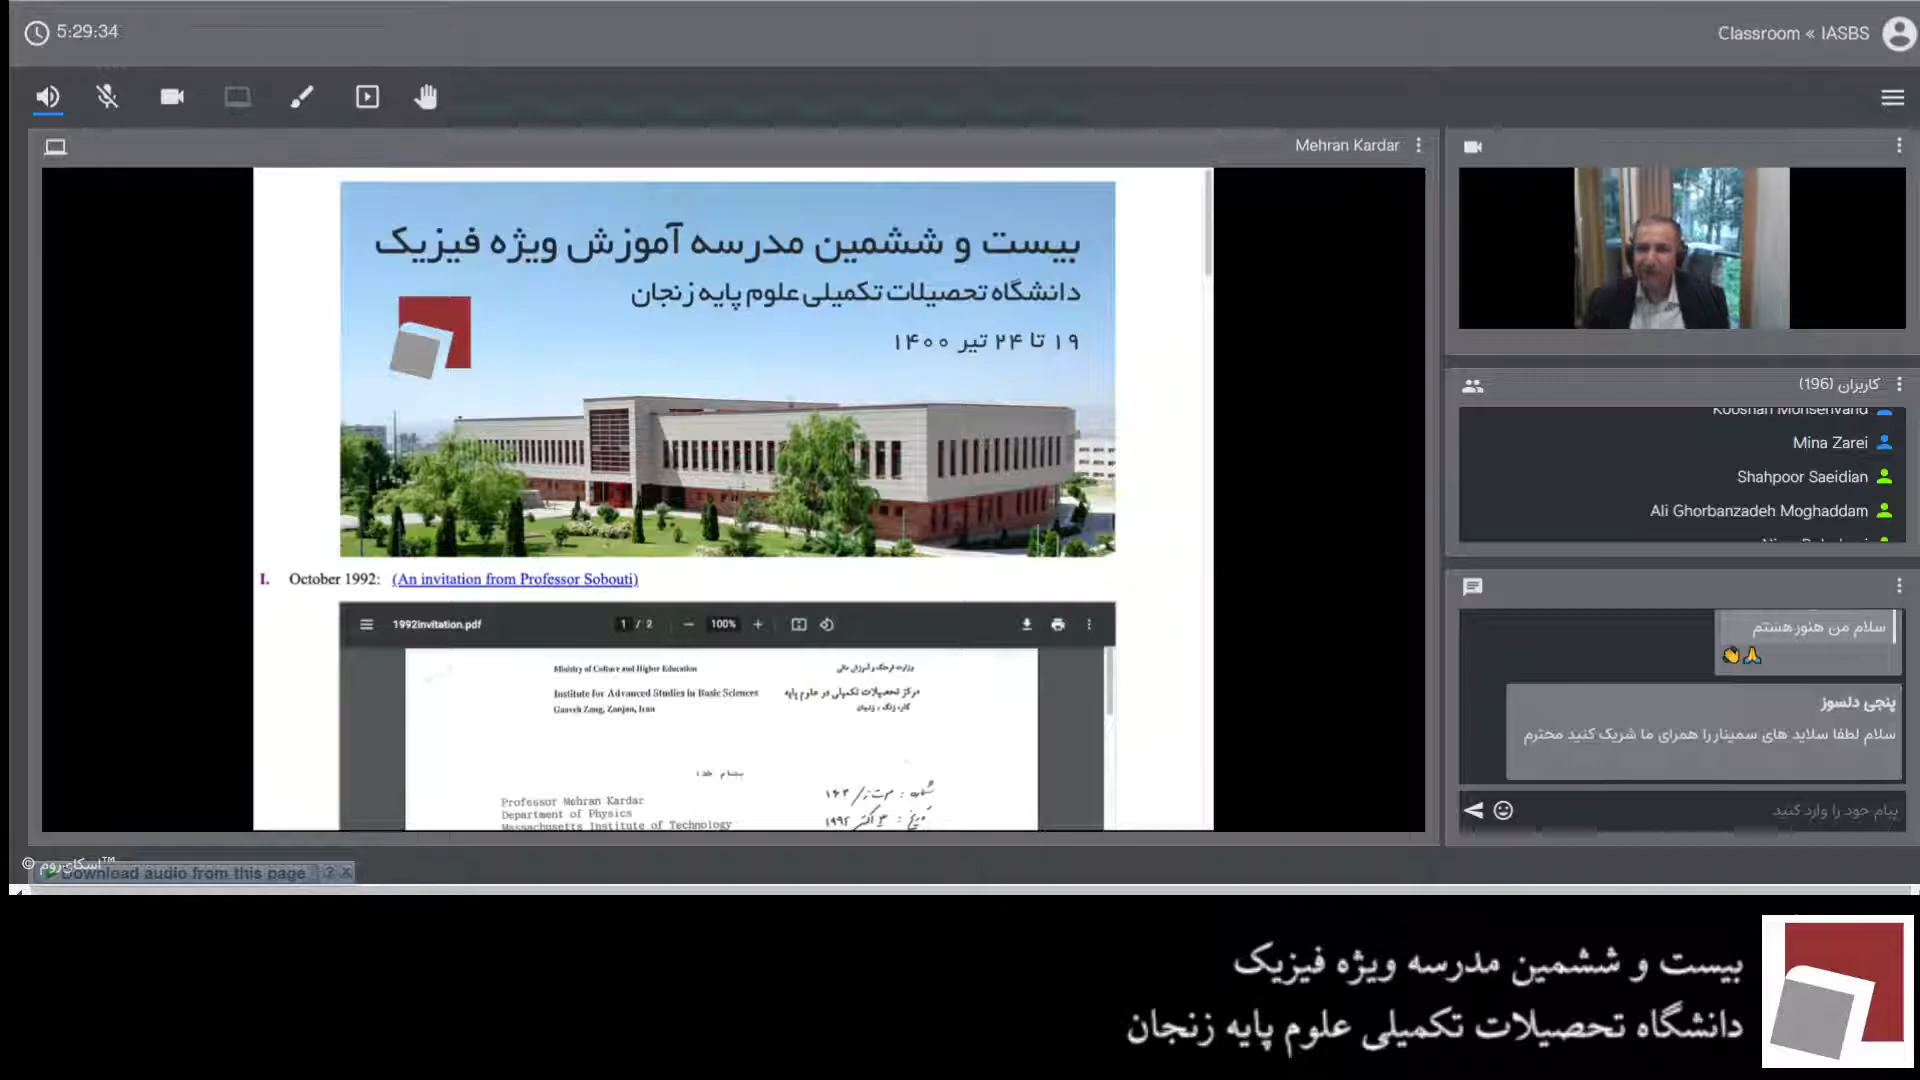 5:29:34
Classroom « IASBS
Mehran Kardar
بیست و ششمین مدرسه آموزش ویژه فیزیک
دانشگاه تحصیلات تکمیلی علوم پایه زنجان
۱۹ تا ۲۴ تیر ۱۴۰۰
I. October 1992: (An invitation from Professor Sobouti)
1992invitation.pdf 1 / 2 — 100% +
Ministry of Culture and Higher Education
وزارت فرهنگ و آموزش عالی
Institute for Advanced Studies in Basic Sciences
مرکز تحصیلات تکمیلی در علوم پایه
Gaaveh Zang, Zanjan, Iran
گاوه زنگ ، زنجان
بنام خدا
Professor Mehran Kardar
Department of Physics
Massachusetts Institute of Technology
کاربران (196)
Mina Zarei
Shahpoor Saeidian
Ali Ghorbanzadeh Moghaddam
سلام من هنوز هستم
👏🙏
پنجی دلسوز
سلام لطفا سلاید های سمینار را همرای ما شریک کنید محترم
پیام خود را وارد کنید
© اسکای‌روم™
Download audio from this page ? X
بیست و ششمین مدرسه ویژه فیزیک
دانشگاه تحصیلات تکمیلی علوم پایه زنجان